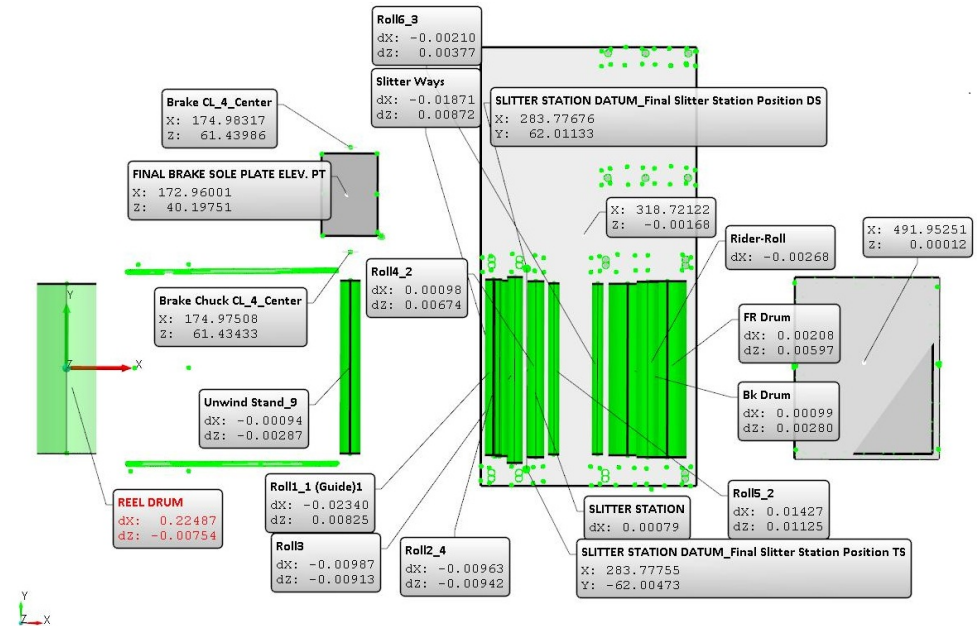 Roll6_3
dX: -0.00210
dZ: 0.00377
Slitter Ways
dX: -0.01871
dZ: 0.00872
SLITTER STATION DATUM_Final Slitter Station Position DS
X: 283.77676
Y: 62.01133
Brake CL_4_Center
X: 174.98317
Z: 61.43986
FINAL BRAKE SOLE PLATE ELEV. PT
X: 172.96001
Z: 40.19751
X: 318.72122
Z: -0.00168
X: 491.95251
Z: 0.00012
Rider-Roll
dX: -0.00268
Roll4_2
dX: 0.00098
dZ: 0.00674
Brake Chuck CL_4_Center
X: 174.97508
Z: 61.43433
Y
Z
X
FR Drum
dX: 0.00208
dZ: 0.00597
Unwind Stand_9
dX: -0.00094
dZ: -0.00287
Bk Drum
dX: 0.00099
dZ: 0.00280
REEL DRUM
dX: 0.22487
dZ: -0.00754
Roll1_1 (Guide)1
dX: -0.02340
dZ: 0.00825
Roll3
dX: -0.00987
dZ: -0.00913
Roll2_4
dX: -0.00963
dZ: -0.00942
SLITTER STATION
dX: 0.00079
Roll5_2
dX: 0.01427
dZ: 0.01125
SLITTER STATION DATUM_Final Slitter Station Position TS
X: 283.77755
Y: -62.00473
Y
Z
X